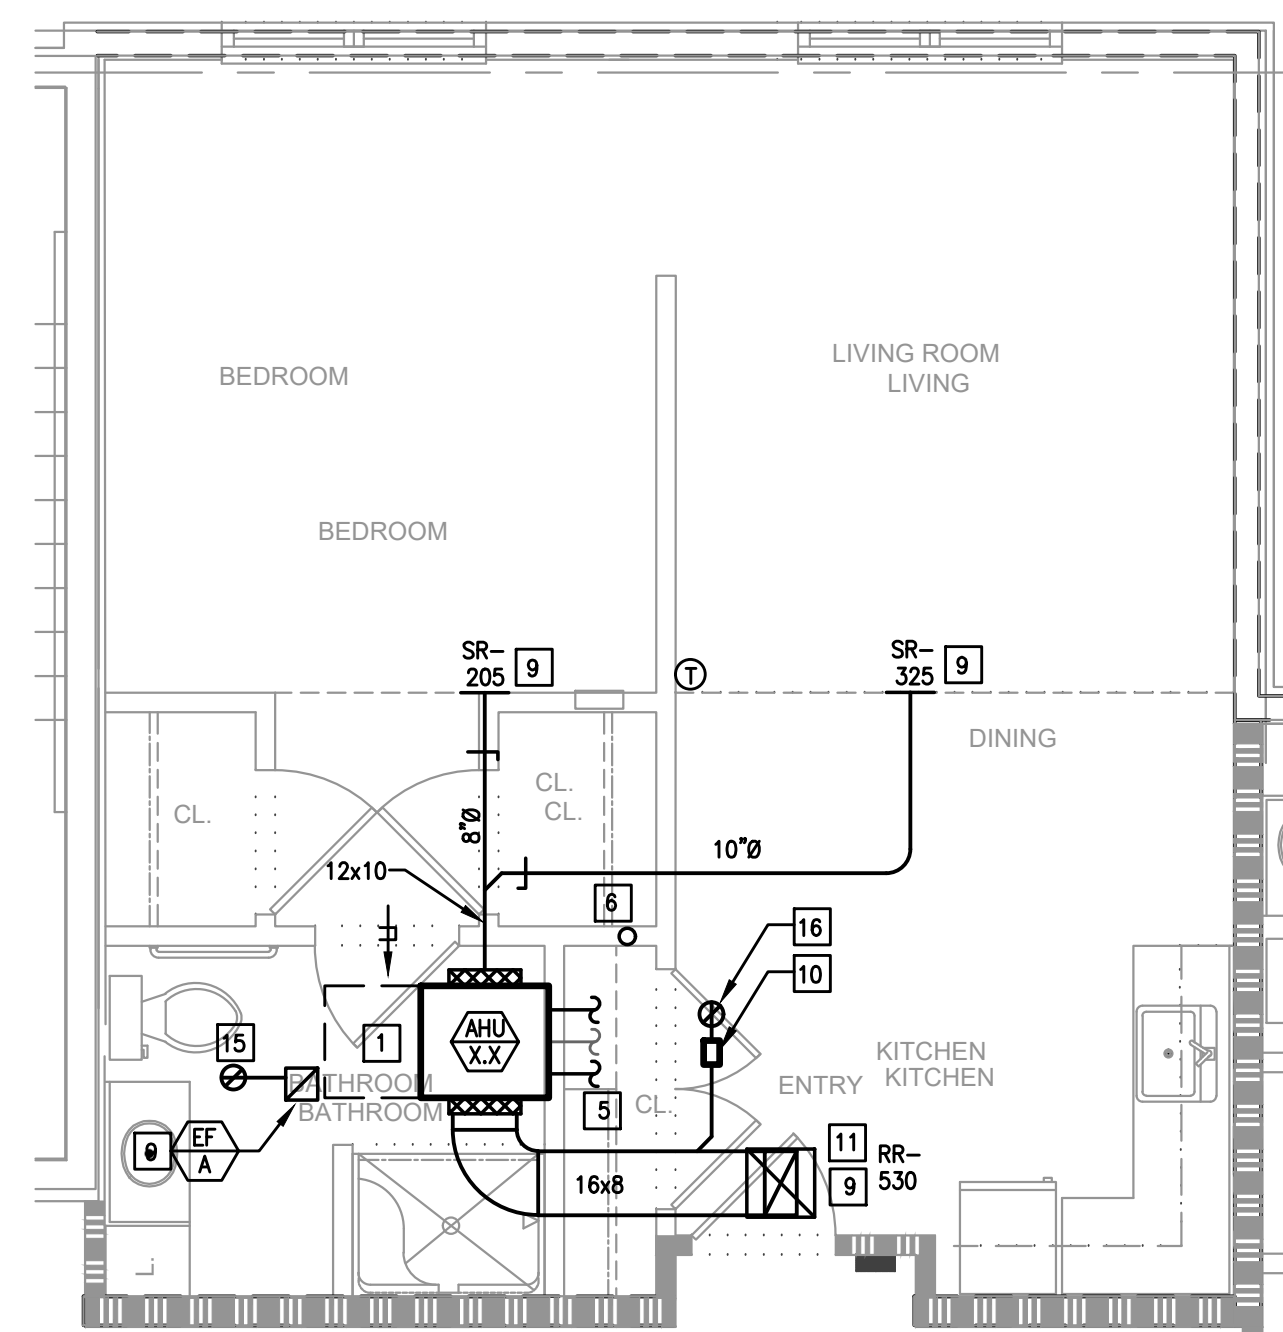 BEDROOM
LIVING ROOM
LIVING
BEDROOM
SR-
205
9
T
SR-
325
9
DINING
CL.
CL.
CL.
8"Ø
10"Ø
12x10
6
16
10
15
1
AHU
X.X
KITCHEN
KITCHEN
ENTRY
BATHROOM
BATHROOM
5
CL.
EF
A
11
RR-
530
9
16x8